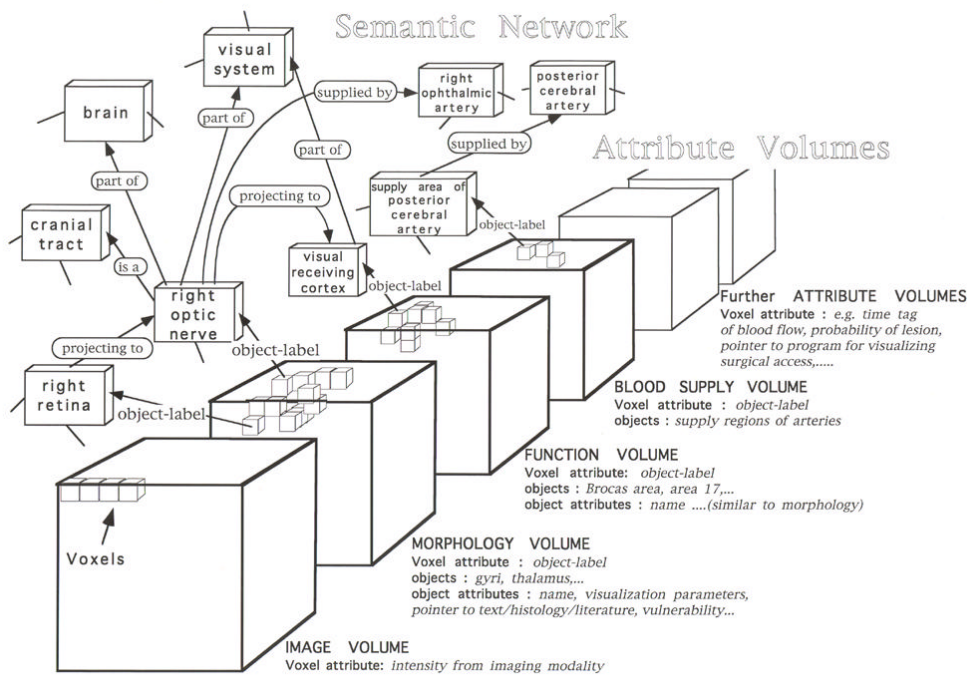 Semantic Network
visual
system
right
ophthalmic
artery
posterior
cerebral
artery
supplied by
brain
part of
supplied by
Attribute Volumes
part of
part of
projecting to
supply area of
posterior
cerebral
artery
cranial
tract
object-label
is a
visual
receiving
cortex
object-label
right
optic
nerve
Further ATTRIBUTE VOLUMES
Voxel attribute : e.g. time tag
of blood flow, probability of lesion,
pointer to program for visualizing
surgical access,.....
projecting to
object-label
right
retina
object-label
BLOOD SUPPLY VOLUME
Voxel attribute : object-label
objects : supply regions of arteries
FUNCTION VOLUME
Voxel attribute: object-label
objects : Brocas area, area 17,...
object attributes : name ....(similar to morphology)
Voxels
MORPHOLOGY VOLUME
Voxel attribute : object-label
objects : gyri, thalamus,...
object attributes : name, visualization parameters,
pointer to text/histology/literature, vulnerability...
IMAGE VOLUME
Voxel attribute: intensity from imaging modality